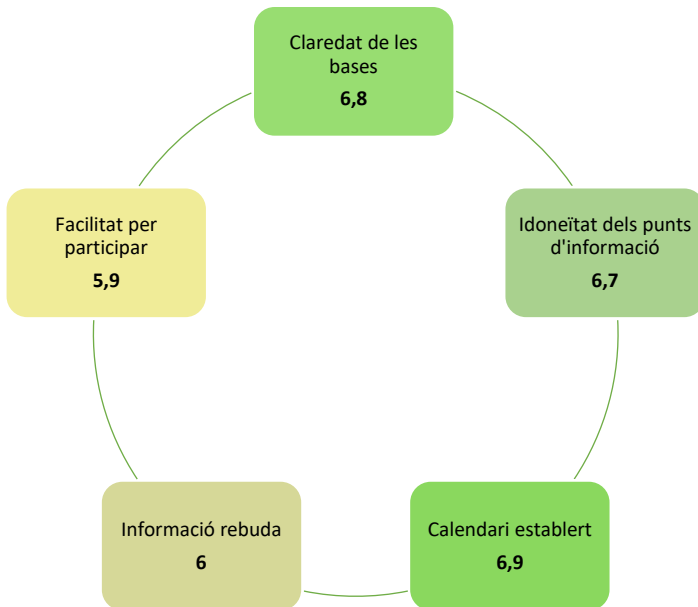 Claredat de les
bases
6,8
Idoneïtat dels punts
d'informació
6,7
Calendari establert
6,9
Informació rebuda
6
Facilitat per
participar
5,9